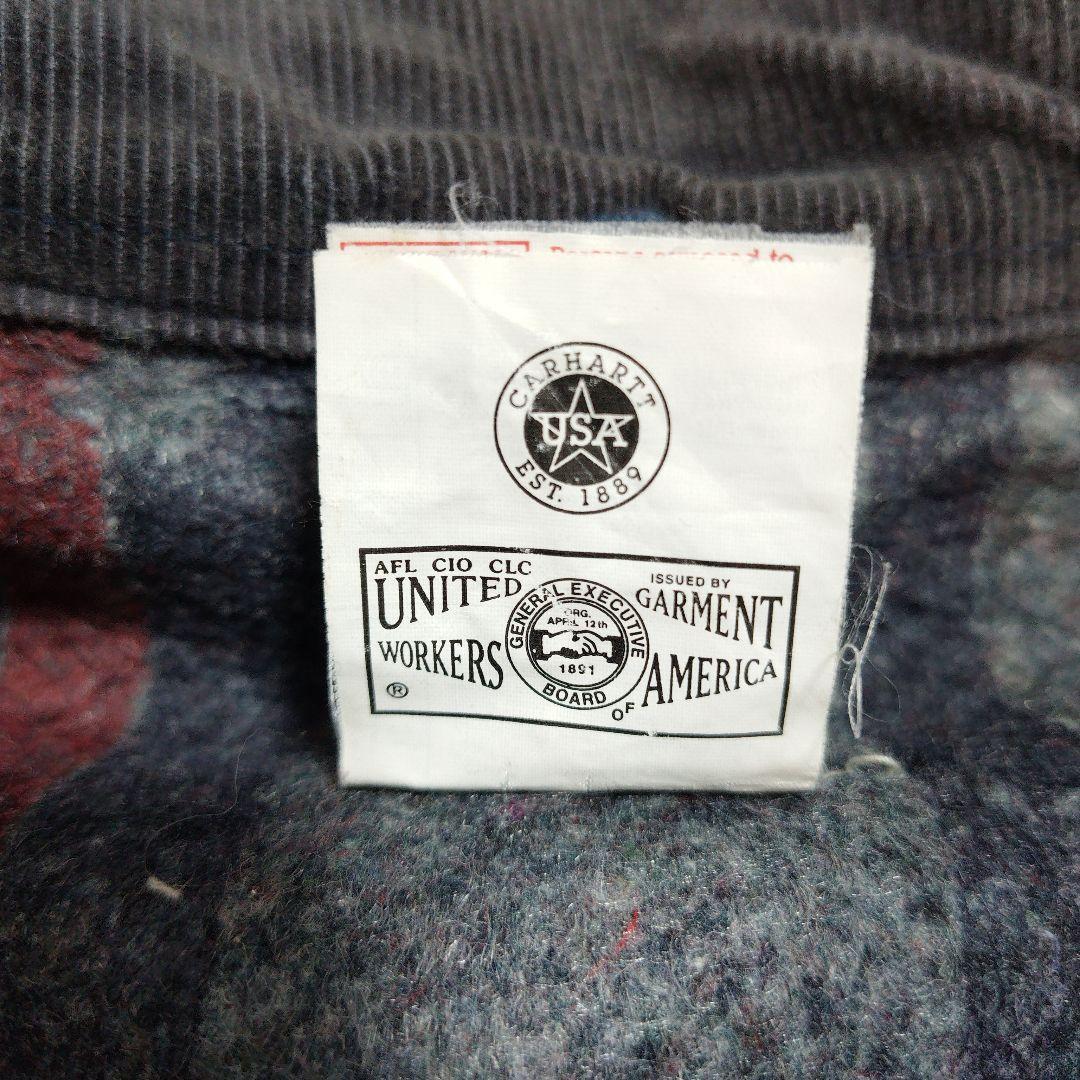 CARHARTT
USA
EST. 1889
AFL CIO CLC
ISSUED BY
UNITED GARMENT
WORKERS OF AMERICA
GENERAL EXECUTIVE
ORG.
APRIL 12th
1891
BOARD
®